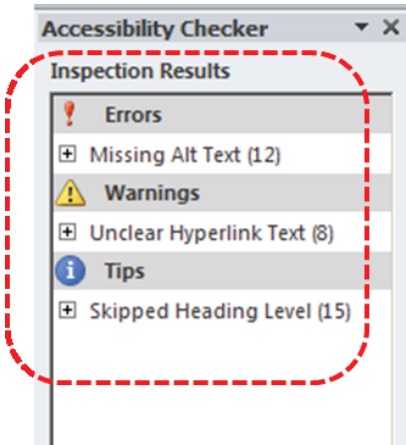 Accessibility Checker
Inspection Results
Errors
Missing Alt Text (12)
Warnings
Unclear Hyperlink Text (8)
Tips
Skipped Heading Level (15)